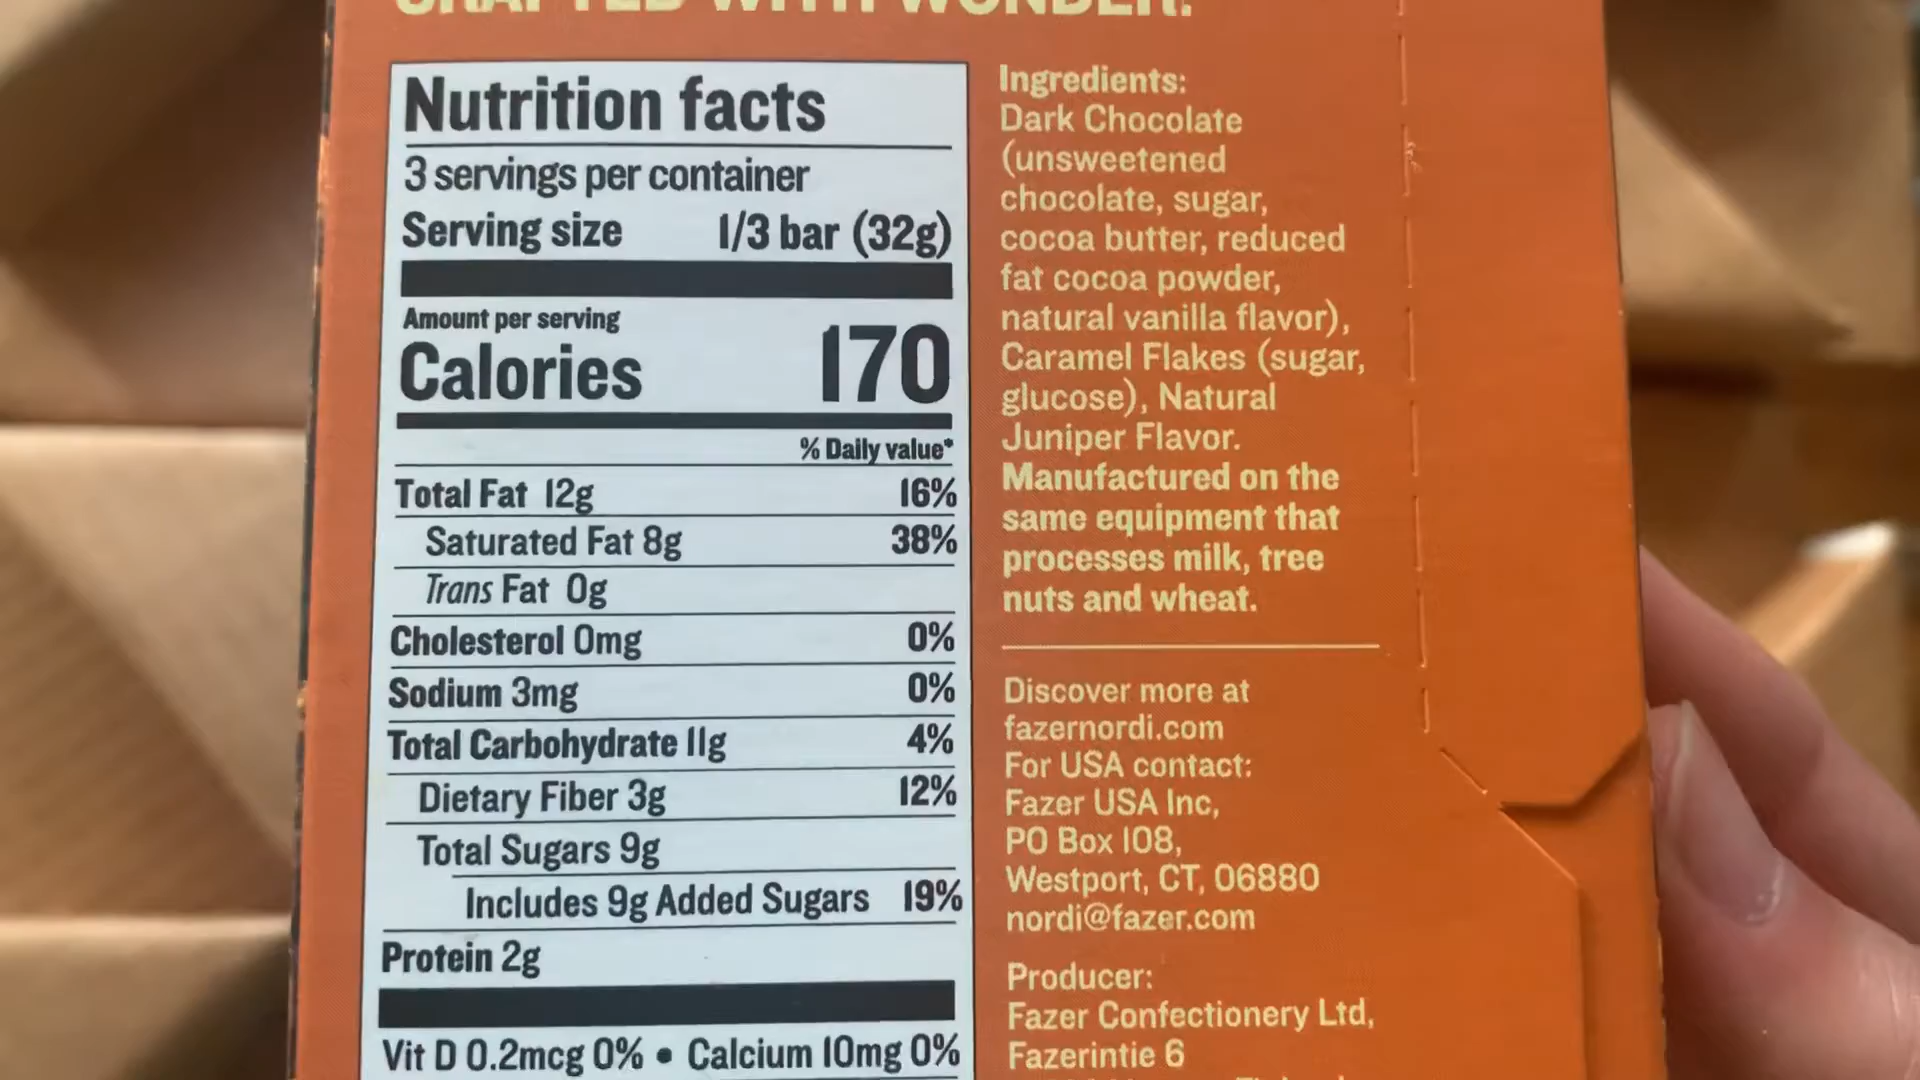 CRAFTED WITH WONDER.
Nutrition facts
3 servings per container
Serving size 1/3 bar (32g)
Amount per serving
Calories 170
% Daily value*
Total Fat 12g 16%
Saturated Fat 8g 38%
Trans Fat 0g
Cholesterol 0mg 0%
Sodium 3mg 0%
Total Carbohydrate 11g 4%
Dietary Fiber 3g 12%
Total Sugars 9g
Includes 9g Added Sugars 19%
Protein 2g
Vit D 0.2mcg 0% • Calcium 10mg 0%
Ingredients:
Dark Chocolate
(unsweetened
chocolate, sugar,
cocoa butter, reduced
fat cocoa powder,
natural vanilla flavor),
Caramel Flakes (sugar,
glucose), Natural
Juniper Flavor.
Manufactured on the
same equipment that
processes milk, tree
nuts and wheat.
Discover more at
fazernordi.com
For USA contact:
Fazer USA Inc,
PO Box 108,
Westport, CT, 06880
nordi@fazer.com
Producer:
Fazer Confectionery Ltd,
Fazerintie 6